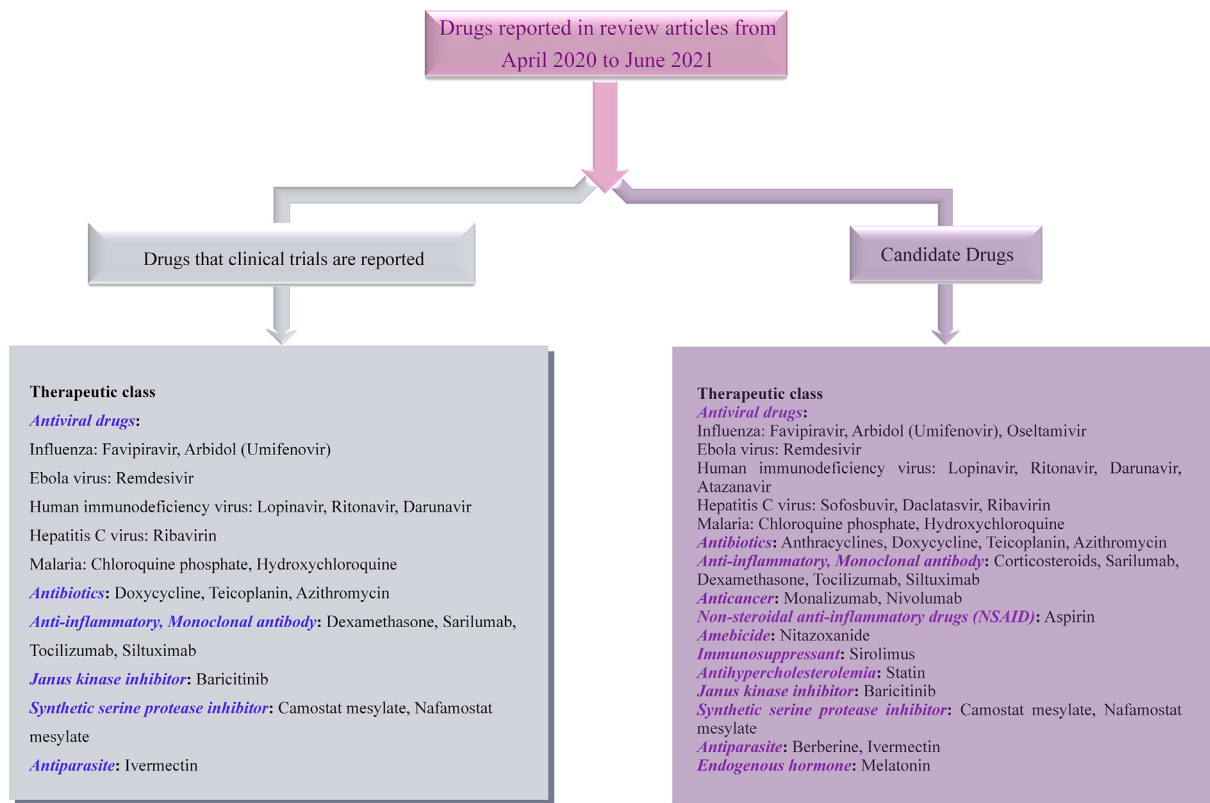 Drugs reported in review articles from
April 2020 to June 2021
Drugs that clinical trials are reported
Candidate Drugs
Therapeutic class
Antiviral drugs:
Influenza: Favipiravir, Arbidol (Umifenovir)
Ebola virus: Remdesivir
Human immunodeficiency virus: Lopinavir, Ritonavir, Darunavir
Hepatitis C virus: Ribavirin
Malaria: Chloroquine phosphate, Hydroxychloroquine
Antibiotics: Doxycycline, Teicoplanin, Azithromycin
Anti-inflammatory, Monoclonal antibody: Dexamethasone, Sarilumab,
Tocilizumab, Siltuximab
Janus kinase inhibitor: Baricitinib
Synthetic serine protease inhibitor: Camostat mesylate, Nafamostat
mesylate
Antiparasite: Ivermectin
Therapeutic class
Antiviral drugs:
Influenza: Favipiravir, Arbidol (Umifenovir), Oseltamivir
Ebola virus: Remdesivir
Human immunodeficiency virus: Lopinavir, Ritonavir, Darunavir,
Atazanavir
Hepatitis C virus: Sofosbuvir, Daclatasvir, Ribavirin
Malaria: Chloroquine phosphate, Hydroxychloroquine
Antibiotics: Anthracyclines, Doxycycline, Teicoplanin, Azithromycin
Anti-inflammatory, Monoclonal antibody: Corticosteroids, Sarilumab,
Dexamethasone, Tocilizumab, Siltuximab
Anticancer: Monalizumab, Nivolumab
Non-steroidal anti-inflammatory drugs (NSAID): Aspirin
Amebicide: Nitazoxanide
Immunosuppressant: Sirolimus
Antihypercholesterolemia: Statin
Janus kinase inhibitor: Baricitinib
Synthetic serine protease inhibitor: Camostat mesylate, Nafamostat
mesylate
Antiparasite: Berberine, Ivermectin
Endogenous hormone: Melatonin